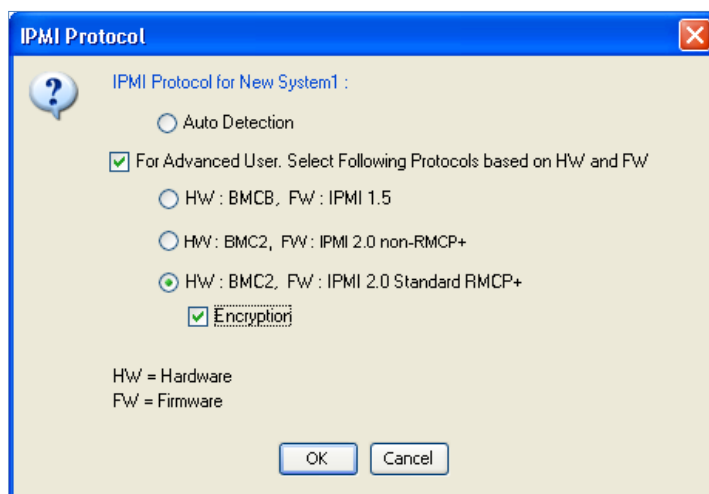 IPMI Protocol
IPMI Protocol for New System1 :
Auto Detection
For Advanced User. Select Following Protocols based on HW and FW
HW : BMCB, FW : IPMI 1.5
HW : BMC2, FW : IPMI 2.0 non-RMCP+
HW : BMC2, FW : IPMI 2.0 Standard RMCP+
Encryption
HW = Hardware
FW = Firmware
OK Cancel